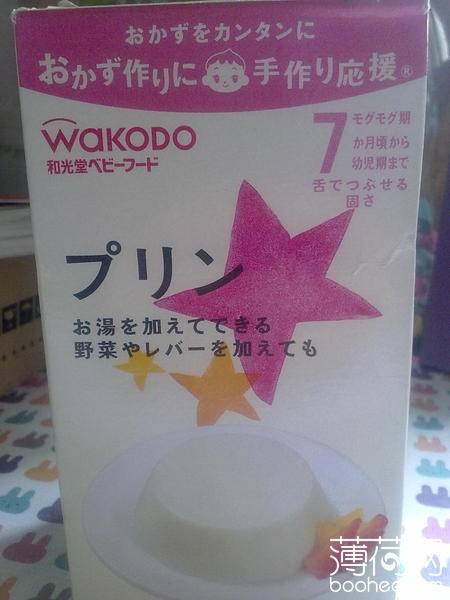 おかずをカンタンに
おかず作りに 手作り応援®
WaKODO
和光堂ベビーフード
7
モグモグ期
か月頃から
幼児期まで
舌でつぶせる
固さ
プリン
お湯を加えてできる
野菜やレバーを加えても
薄荷网
boohee